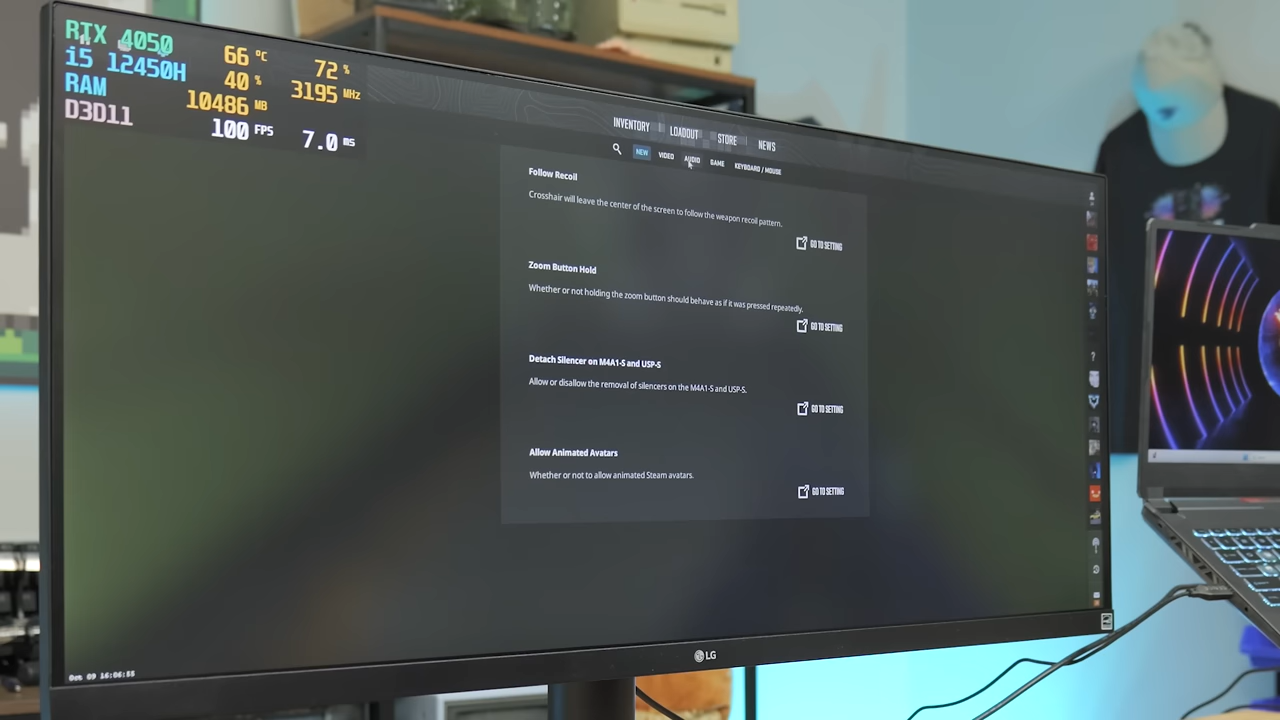 RTX 4050 66 °C 72 %
i5 12450H 40 % 3195 MHz
RAM 10486 MB
D3D11 100 FPS 7.0 ms
INVENTORY LOADOUT STORE NEWS
NEW VIDEO AUDIO GAME KEYBOARD / MOUSE
Follow Recoil
Crosshair will leave the center of the screen to follow the weapon recoil pattern.
GO TO SETTING
Zoom Button Hold
Whether or not holding the zoom button should behave as if it was pressed repeatedly.
GO TO SETTING
Detach Silencer on M4A1-S and USP-S
Allow or disallow the removal of silencers on the M4A1-S and USP-S.
GO TO SETTING
Allow Animated Avatars
Whether or not to allow animated Steam avatars.
GO TO SETTING
?
Oct 09 16:06:55
LG